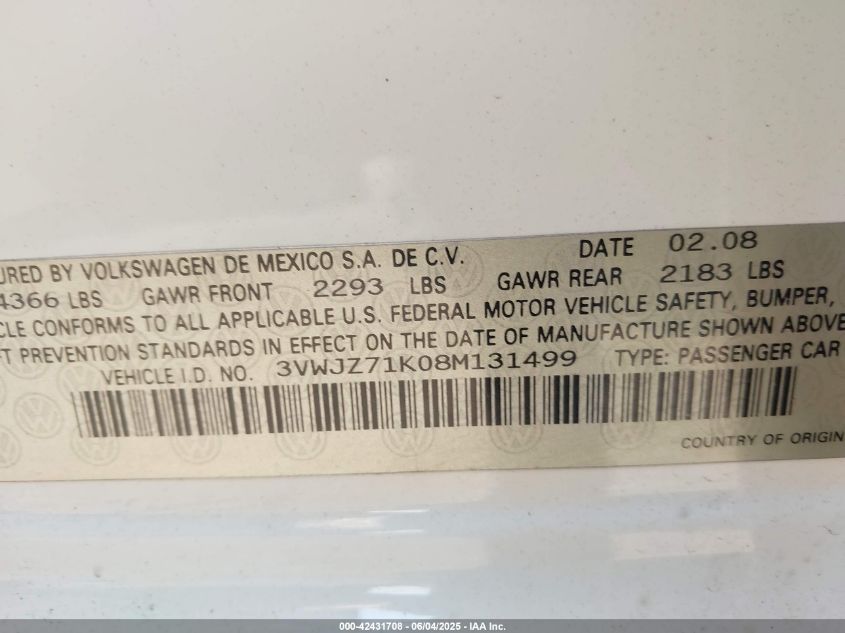 URED BY VOLKSWAGEN DE MEXICO S.A. DE C.V. DATE 02.08
4366 LBS GAWR FRONT 2293 LBS GAWR REAR 2183 LBS
CLE CONFORMS TO ALL APPLICABLE U.S. FEDERAL MOTOR VEHICLE SAFETY, BUMPER,
FT PREVENTION STANDARDS IN EFFECT ON THE DATE OF MANUFACTURE SHOWN ABOVE
VEHICLE I.D. NO. 3VWJZ71K08M131499 TYPE: PASSENGER CAR
COUNTRY OF ORIGIN
000-42431708 - 06/04/2025 - IAA Inc.